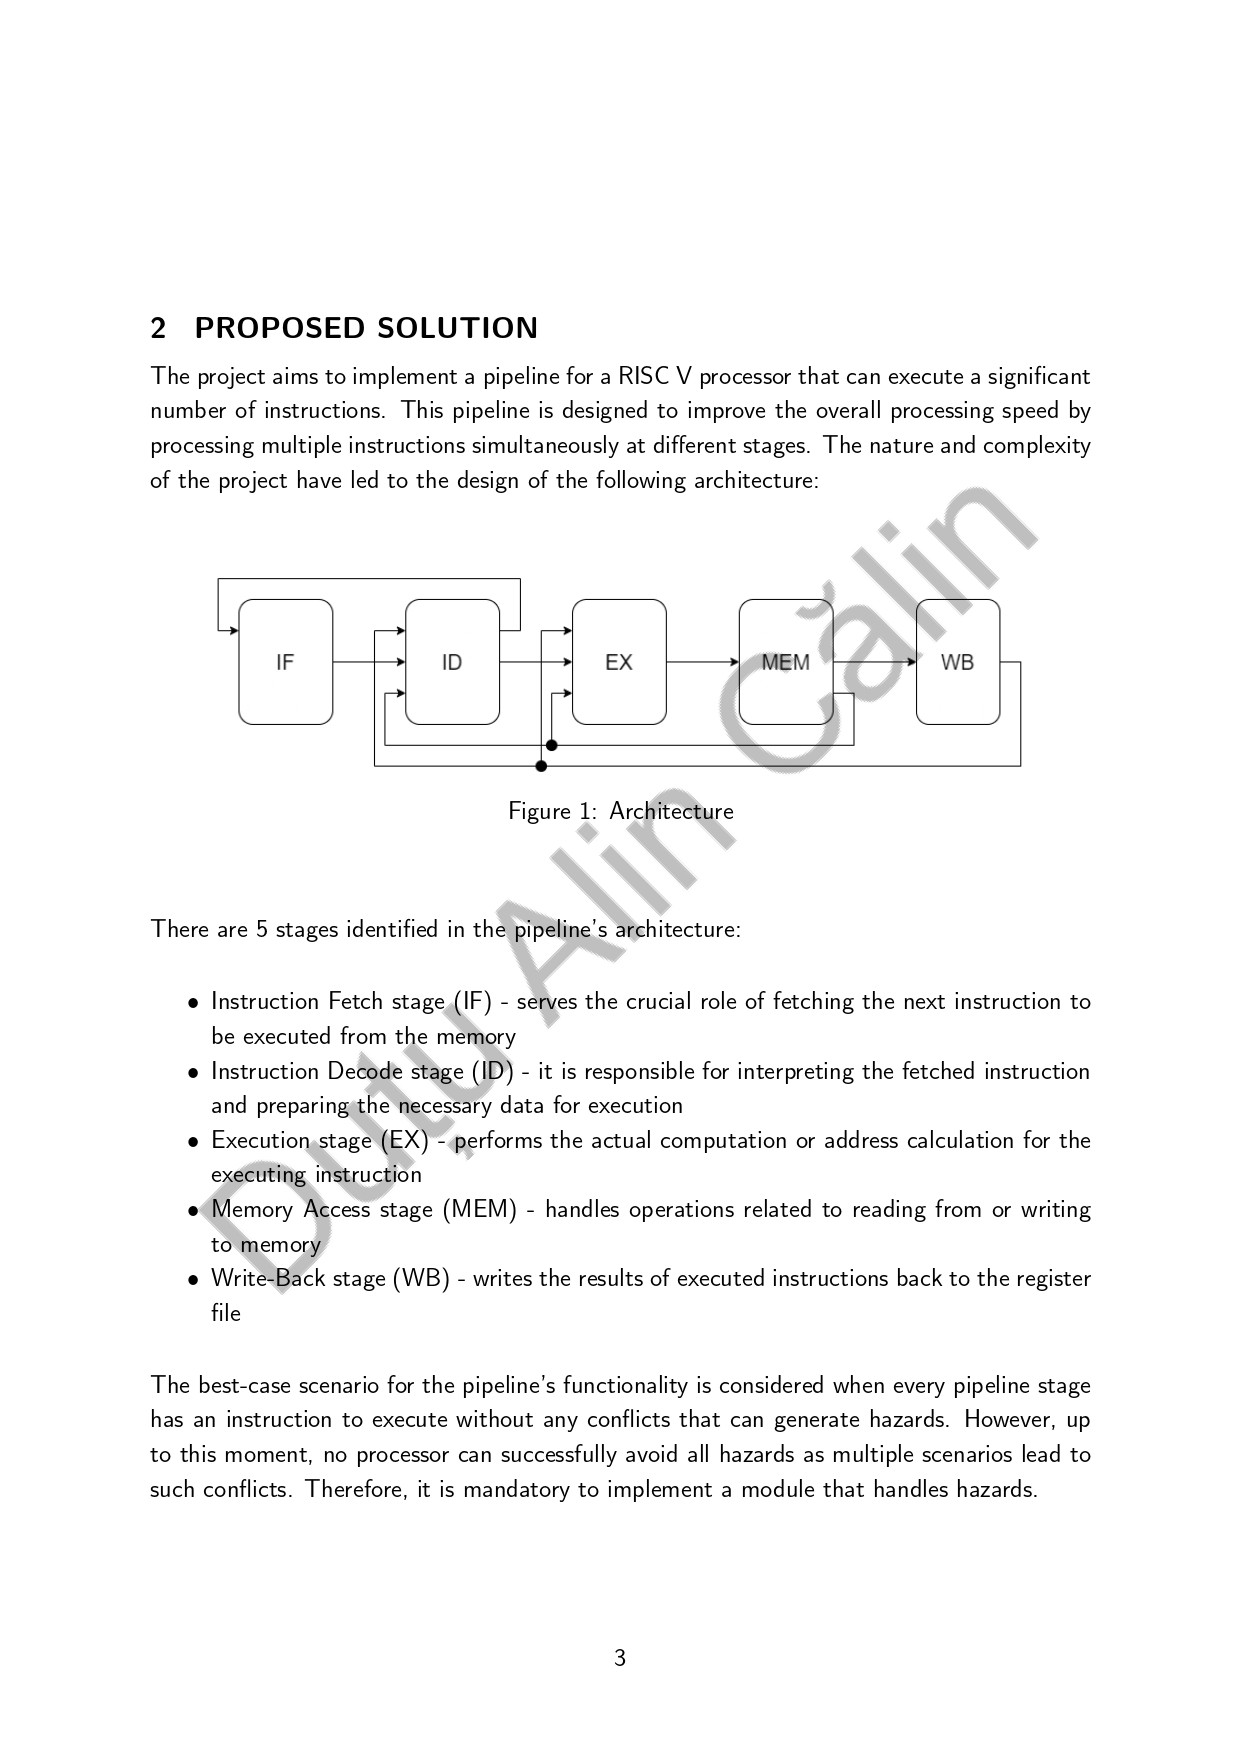 2 PROPOSED SOLUTION
The project aims to implement a pipeline for a RISC V processor that can execute a significant
number of instructions. This pipeline is designed to improve the overall processing speed by
processing multiple instructions simultaneously at different stages. The nature and complexity
of the project have led to the design of the following architecture:
IF
ID
EX
MEM
WB
Figure 1: Architecture
There are 5 stages identified in the pipeline's architecture:
• Instruction Fetch stage (IF) - serves the crucial role of fetching the next instruction to
be executed from the memory
• Instruction Decode stage (ID) - it is responsible for interpreting the fetched instruction
and preparing the necessary data for execution
• Execution stage (EX) - performs the actual computation or address calculation for the
executing instruction
• Memory Access stage (MEM) - handles operations related to reading from or writing
to memory
• Write-Back stage (WB) - writes the results of executed instructions back to the register
file
The best-case scenario for the pipeline's functionality is considered when every pipeline stage
has an instruction to execute without any conflicts that can generate hazards. However, up
to this moment, no processor can successfully avoid all hazards as multiple scenarios lead to
such conflicts. Therefore, it is mandatory to implement a module that handles hazards.
3
Duțu Alin Călin